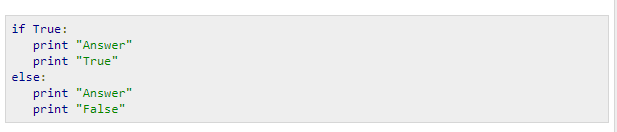 if True:
   print "Answer"
   print "True"
else:
   print "Answer"
   print "False"